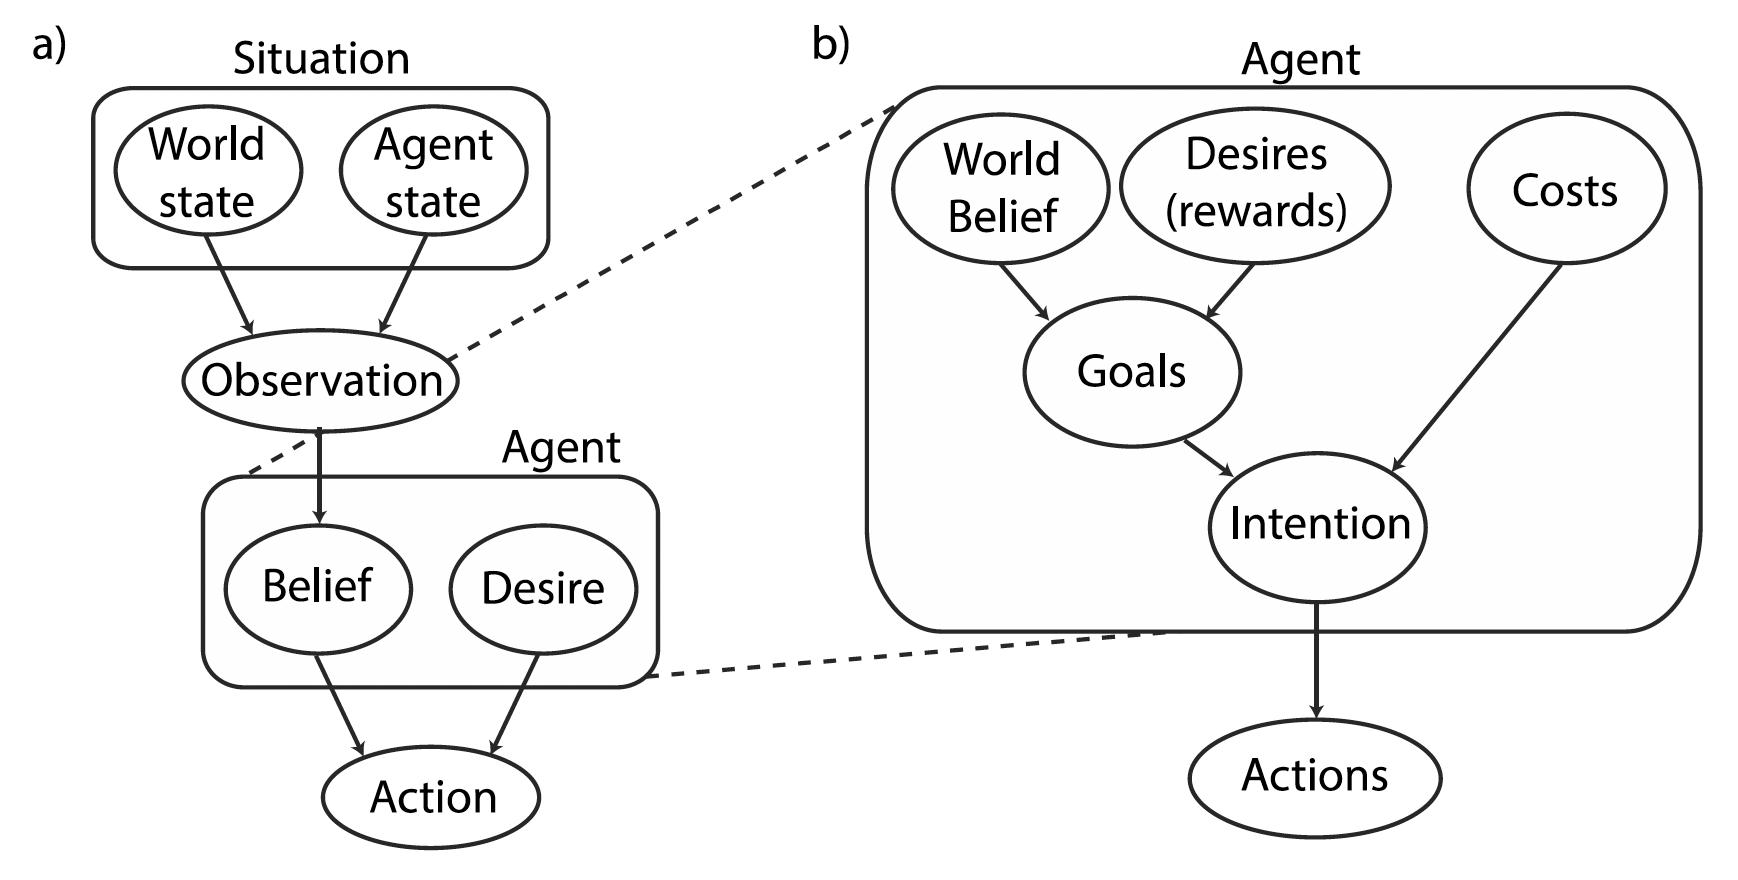 a)
Situation
World
state
Agent
state
Observation
Agent
Belief
Desire
Action
b)
Agent
World
Belief
Desires
(rewards)
Costs
Goals
Intention
Actions